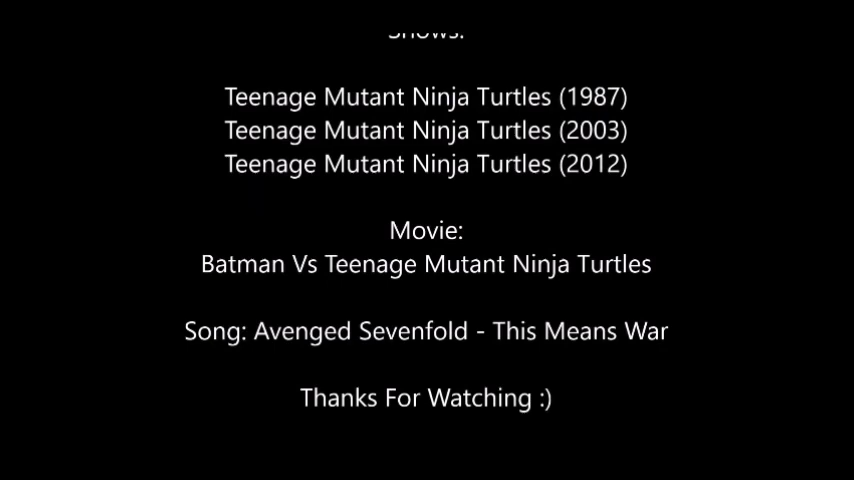 Shows:
Teenage Mutant Ninja Turtles (1987)
Teenage Mutant Ninja Turtles (2003)
Teenage Mutant Ninja Turtles (2012)
Movie:
Batman Vs Teenage Mutant Ninja Turtles
Song: Avenged Sevenfold - This Means War
Thanks For Watching :)